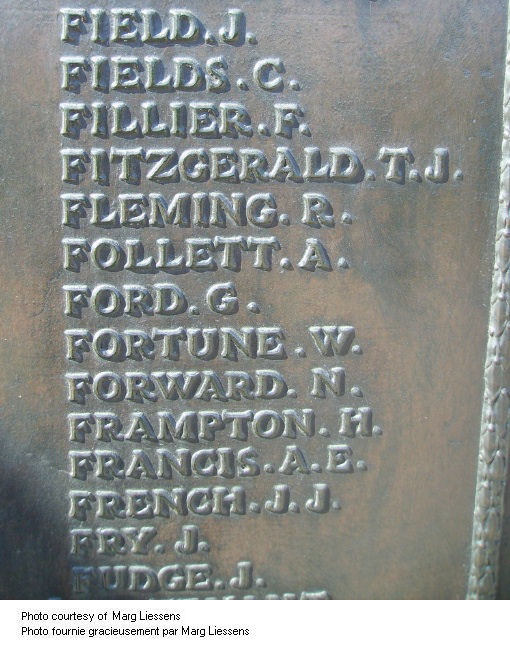 FIELD. J.
FIELDS. C.
FILLIER. F.
FITZGERALD. T. J.
FLEMING. R.
FOLLETT. A.
FORD. G.
FORTUNE. W.
FORWARD. N.
FRAMPTON. H.
FRANCIS. A. E.
FRENCH. J. J.
FRY. J.
FUDGE. J.
Photo courtesy of Marg Liessens
Photo fournie gracieusement par Marg Liessens